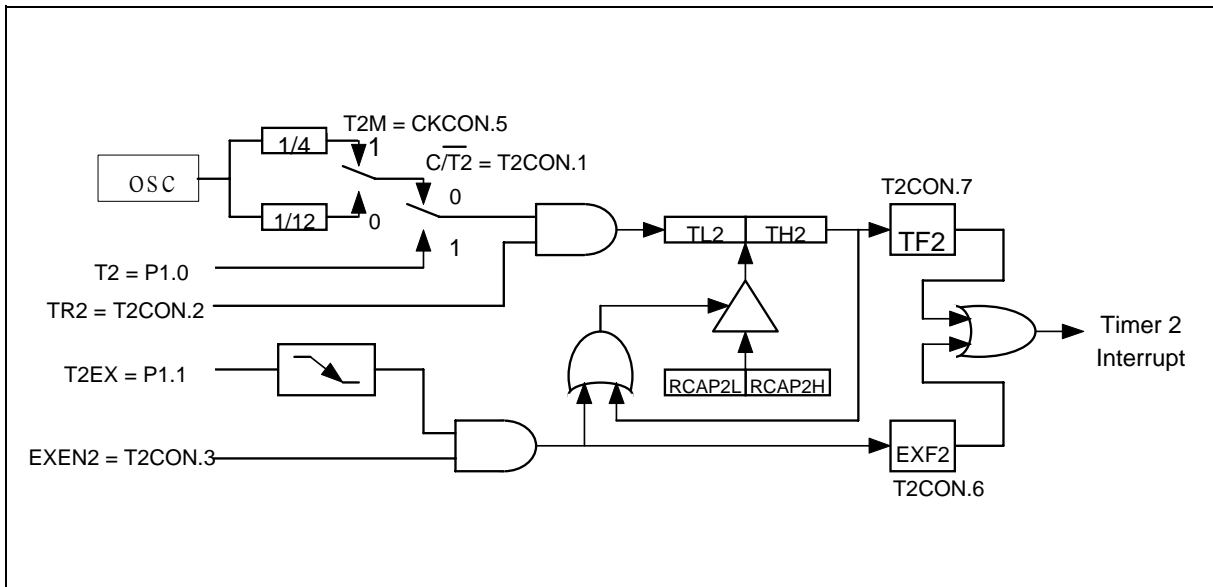 T2M = CKCON.5
1/4
1
C/T2 = T2CON.1
OSC
0
T2CON.7
1/12
0
TL2
TH2
TF2
1
T2 = P1.0
TR2 = T2CON.2
Timer 2
Interrupt
T2EX = P1.1
RCAP2L
RCAP2H
EXEN2 = T2CON.3
EXF2
T2CON.6